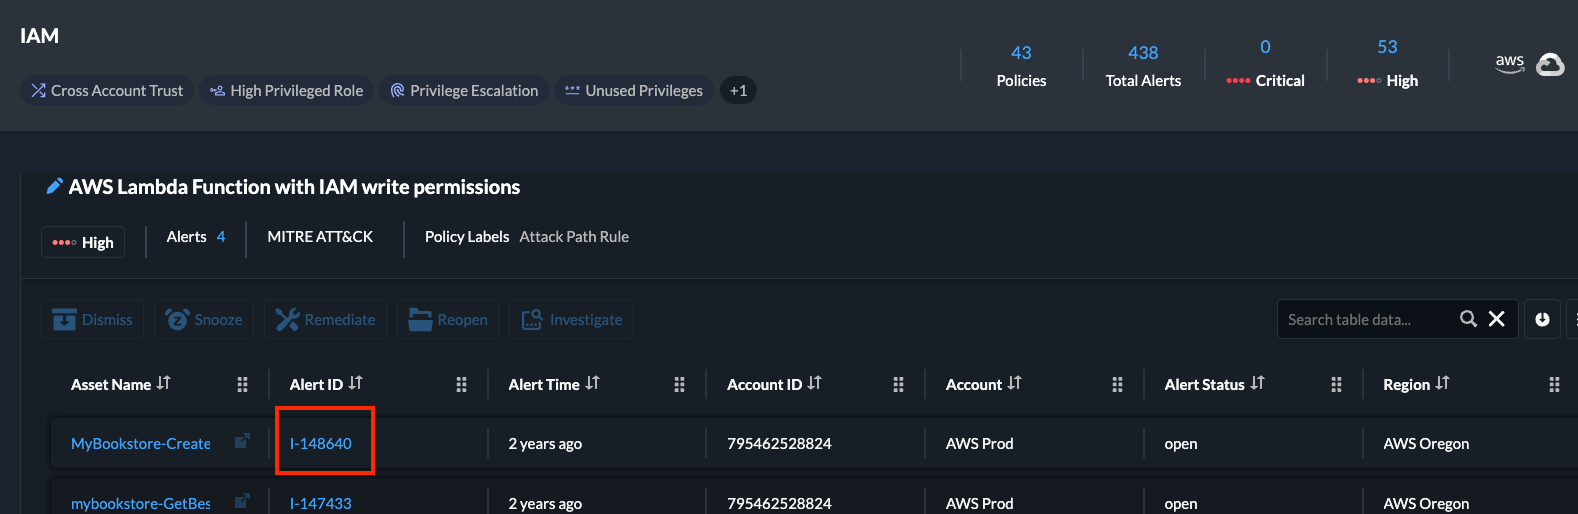 IAM
Cross Account Trust High Privileged Role Privilege Escalation Unused Privileges +1
43 438 0 53
Policies Total Alerts Critical High
aws
AWS Lambda Function with IAM write permissions
High Alerts 4 MITRE ATT&CK Policy Labels Attack Path Rule
Dismiss Snooze Remediate Reopen Investigate Search table data...
Asset Name Alert ID Alert Time Account ID Account Alert Status Region
MyBookstore-Create I-148640 2 years ago 795462528824 AWS Prod open AWS Oregon
mybookstore-GetBes I-147433 2 years ago 795462528824 AWS Prod open AWS Oregon